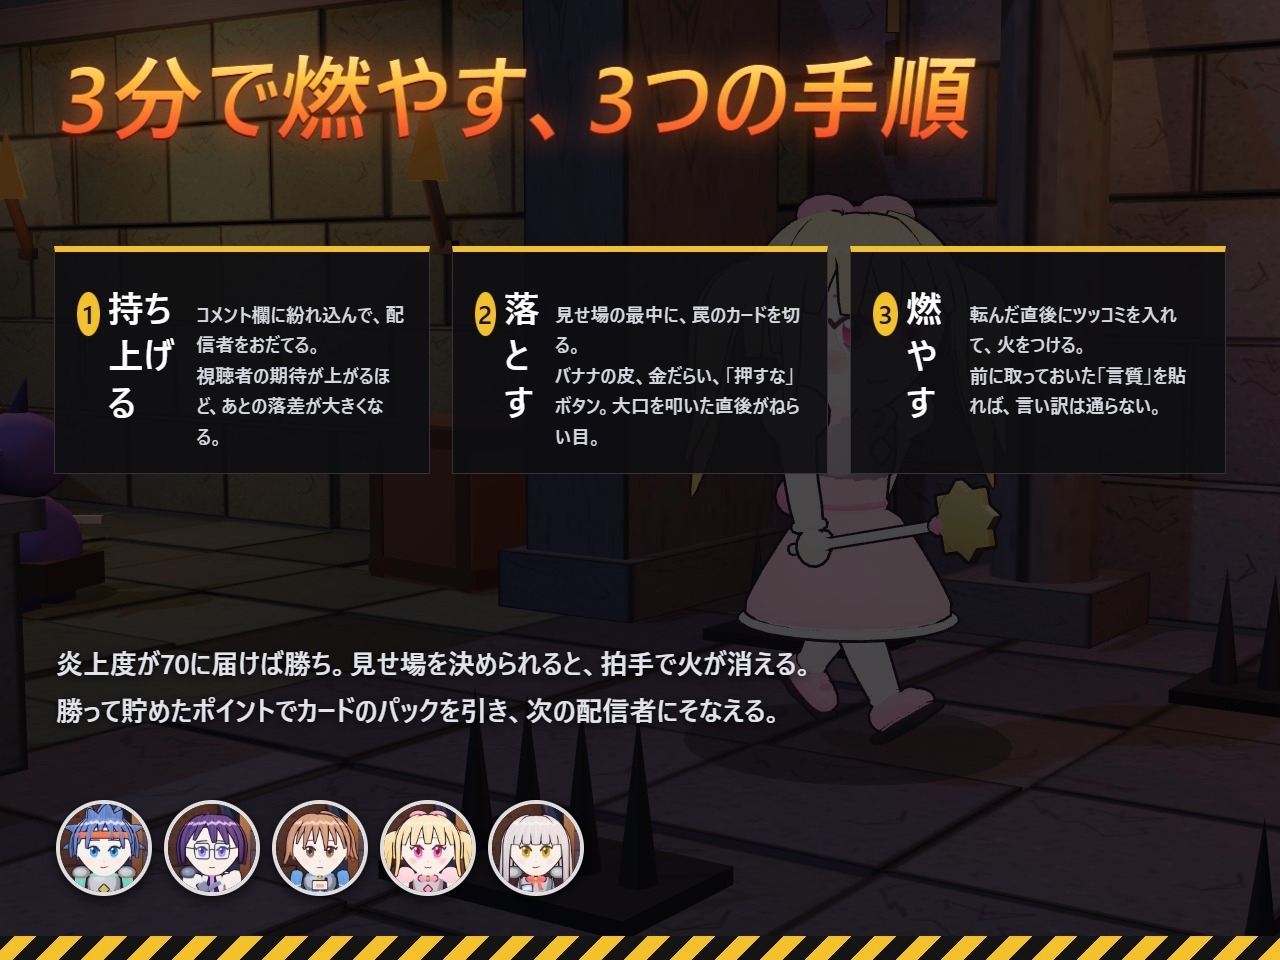 3分で燃やす、3つの手順
1
持ち
上げ
る
コメント欄に紛れ込んで、配
信者をおだてる。
視聴者の期待が上がるほ
ど、あとの落差が大きくな
る。
2
落
と
す
見せ場の最中に、罠のカードを切
る。
バナナの皮、金だらい、「押すな」
ボタン。大口を叩いた直後がねら
い目。
3
燃
や
す
転んだ直後にツッコミを入れ
て、火をつける。
前に取っておいた「言質」を貼
れば、言い訳は通らない。
炎上度が70に届けば勝ち。見せ場を決められると、拍手で火が消える。
勝って貯めたポイントでカードのパックを引き、次の配信者にそなえる。